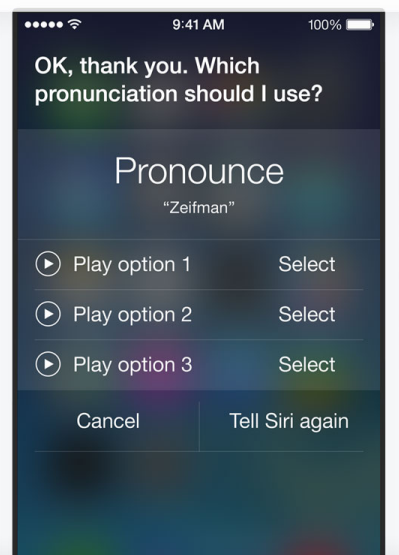 9:41 AM 100%
OK, thank you. Which
pronunciation should I use?
Pronounce
“Zeifman”
Play option 1 Select
Play option 2 Select
Play option 3 Select
Cancel Tell Siri again